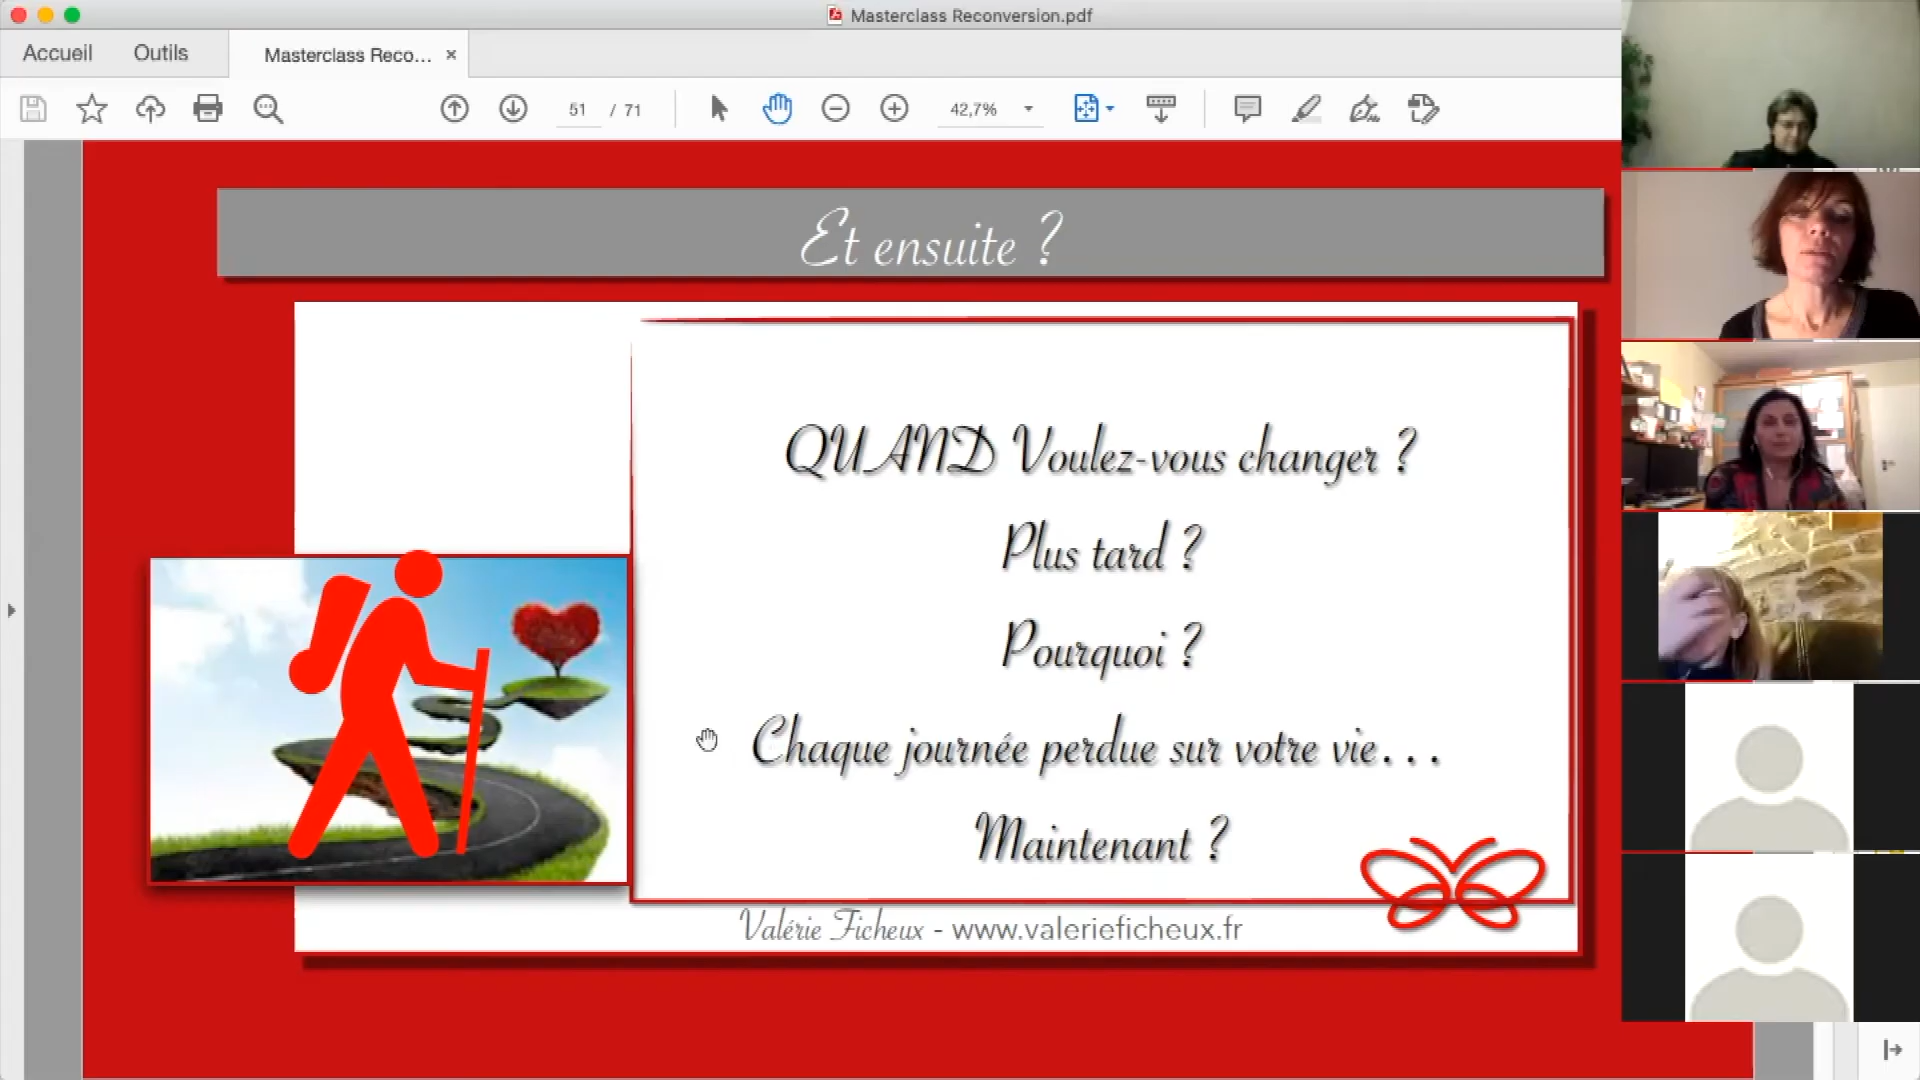 Masterclass Reconversion.pdf
Accueil
Outils
Masterclass Reco...
51 / 71
42,7%
Et ensuite ?
QUAND Voulez-vous changer ?
Plus tard ?
Pourquoi ?
Chaque journée perdue sur votre vie...
Maintenant ?
Valérie Ficheux - www.valerieficheux.fr